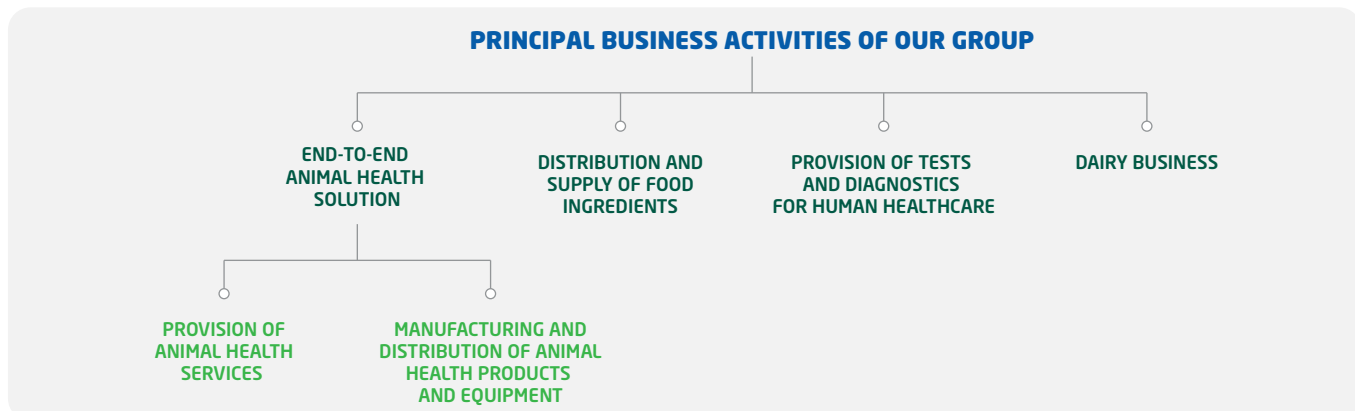 PRINCIPAL BUSINESS ACTIVITIES OF OUR GROUP
END-TO-END
ANIMAL HEALTH
SOLUTION
DISTRIBUTION AND
SUPPLY OF FOOD
INGREDIENTS
PROVISION OF TESTS
AND DIAGNOSTICS
FOR HUMAN HEALTHCARE
DAIRY BUSINESS
PROVISION OF
ANIMAL HEALTH
SERVICES
MANUFACTURING AND
DISTRIBUTION OF ANIMAL
HEALTH PRODUCTS
AND EQUIPMENT